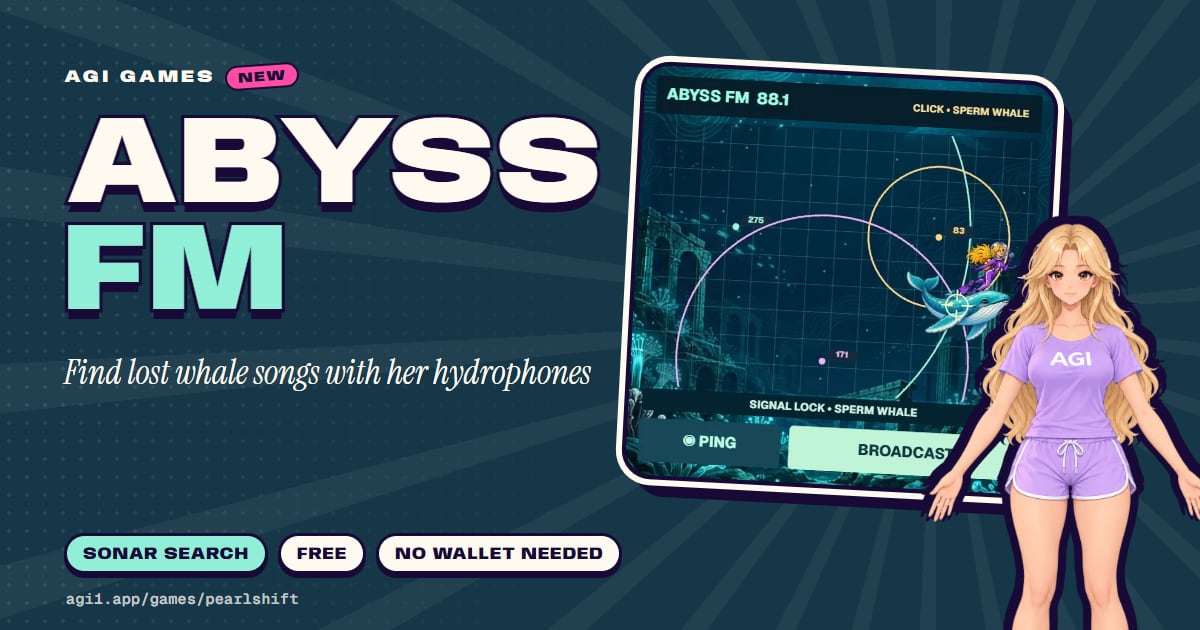 AGI GAMES NEW
ABYSS
FM
Find lost whale songs with her hydrophones
SONAR SEARCH FREE NO WALLET NEEDED
agi1.app/games/pearlshift
ABYSS FM 88.1 CLICK • SPERM WHALE
275
83
171
SIGNAL LOCK • SPERM WHALE
◉ PING BROADCAST
AGI